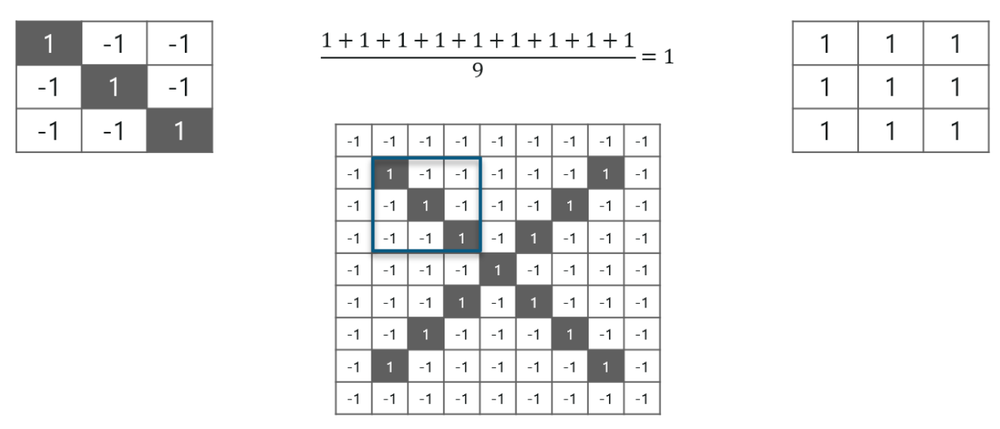 1 -1 -1
-1 1 -1
-1 -1 1
1 + 1 + 1 + 1 + 1 + 1 + 1 + 1 + 1
9
= 1
1 1 1
1 1 1
1 1 1
-1 -1 -1 -1 -1 -1 -1 -1 -1
-1 1 -1 -1 -1 -1 -1 1 -1
-1 -1 1 -1 -1 -1 1 -1 -1
-1 -1 -1 1 -1 1 -1 -1 -1
-1 -1 -1 -1 1 -1 -1 -1 -1
-1 -1 -1 1 -1 1 -1 -1 -1
-1 -1 1 -1 -1 -1 1 -1 -1
-1 1 -1 -1 -1 -1 -1 1 -1
-1 -1 -1 -1 -1 -1 -1 -1 -1